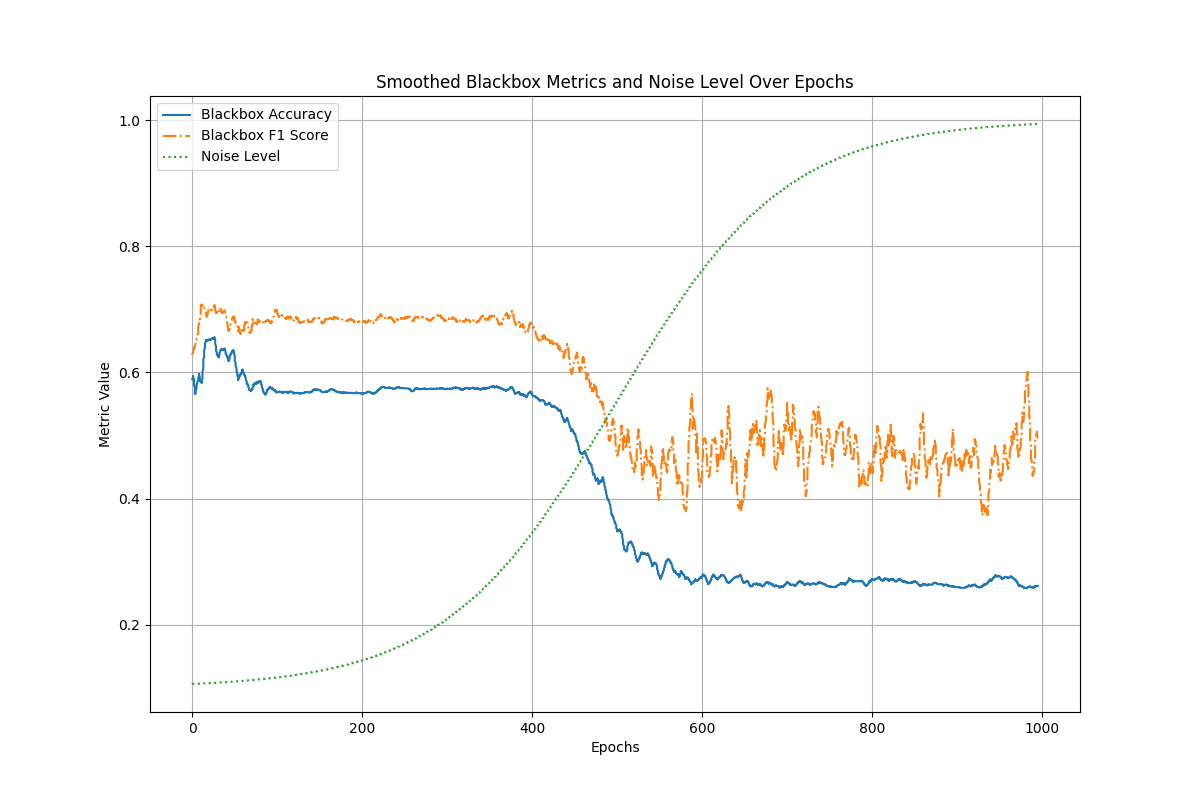 Smoothed Blackbox Metrics and Noise Level Over Epochs
Blackbox Accuracy
Blackbox F1 Score
Noise Level
1.0
0.8
0.6
0.4
0.2
Metric Value
0 200 400 600 800 1000
Epochs